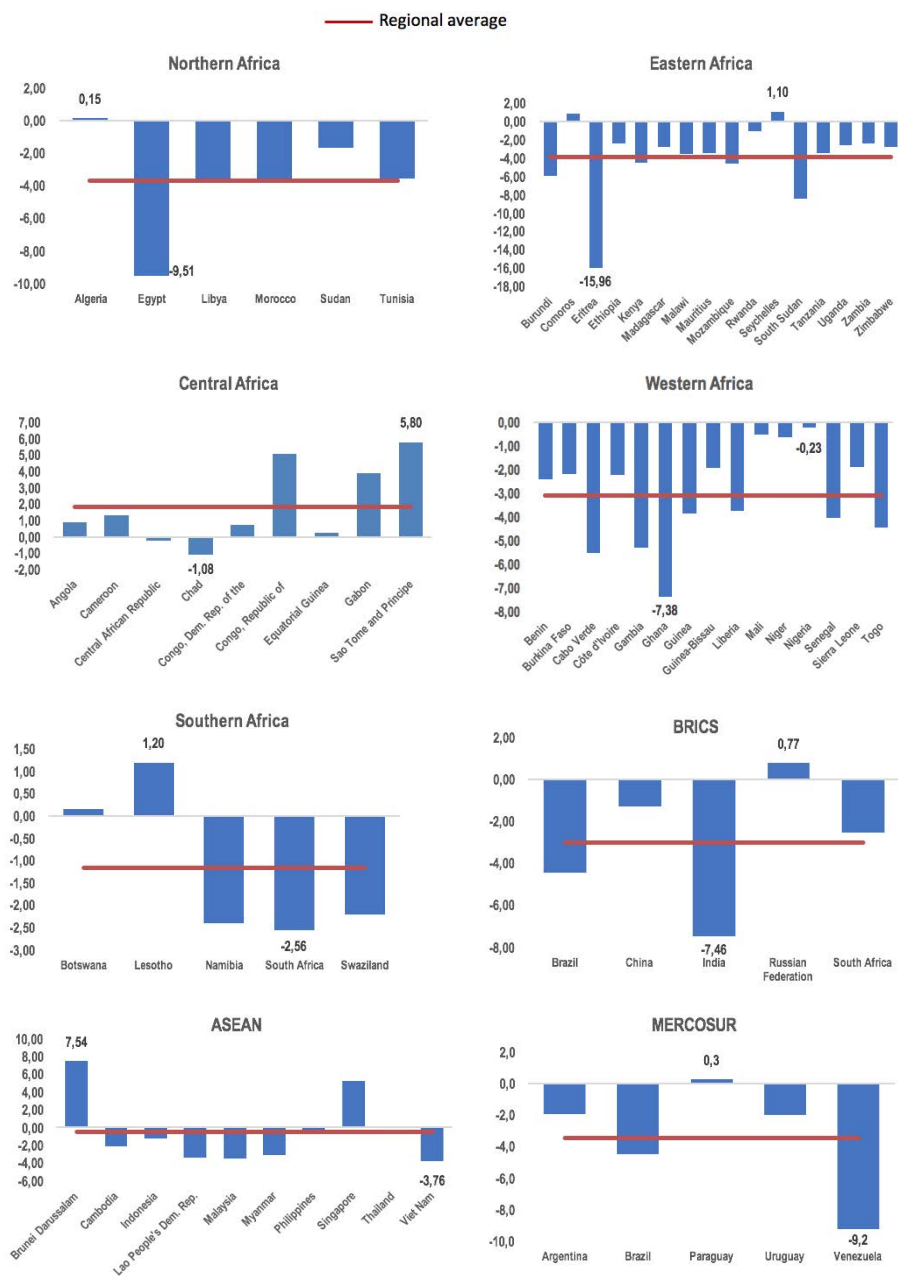 Regional average
Northern Africa
2,00
0,00
-2,00
-4,00
-6,00
-8,00
-10,00
0,15
-9,51
Algeria Egypt Libya Morocco Sudan Tunisia
Eastern Africa
2,00
0,00
-2,00
-4,00
-6,00
-8,00
-10,00
-12,00
-14,00
-16,00
-18,00
1,10
-15,96
Burundi
Comoros
Eritrea
Ethiopia
Kenya
Madagascar
Malawi
Mauritius
Mozambique
Rwanda
Seychelles
South Sudan
Tanzania
Uganda
Zambia
Zimbabwe
Central Africa
7,00
6,00
5,00
4,00
3,00
2,00
1,00
0,00
-1,00
-2,00
5,80
-1,08
Angola
Cameroon
Central African Republic
Chad
Congo, Dem. Rep. of the
Congo, Republic of
Equatorial Guinea
Gabon
Sao Tome and Principe
Western Africa
0,00
-1,00
-2,00
-3,00
-4,00
-5,00
-6,00
-7,00
-8,00
-0,23
-7,38
Benin
Burkina Faso
Cabo Verde
Côte d'Ivoire
Gambia
Ghana
Guinea
Guinea-Bissau
Liberia
Mali
Niger
Nigeria
Senegal
Sierra Leone
Togo
Southern Africa
1,50
1,00
0,50
0,00
-0,50
-1,00
-1,50
-2,00
-2,50
-3,00
1,20
-2,56
Botswana Lesotho Namibia South Africa Swaziland
BRICS
2,00
0,00
-2,00
-4,00
-6,00
-8,00
0,77
-7,46
Brazil China India Russian South Africa
Federation
ASEAN
10,00
8,00
6,00
4,00
2,00
0,00
-2,00
-4,00
-6,00
7,54
-3,76
Brunei Darussalam
Cambodia
Indonesia
Lao People's Dem. Rep.
Malaysia
Myanmar
Philippines
Singapore
Thailand
Viet Nam
MERCOSUR
2,0
0,0
-2,0
-4,0
-6,0
-8,0
-10,0
0,3
-9,2
Argentina Brazil Paraguay Uruguay Venezuela